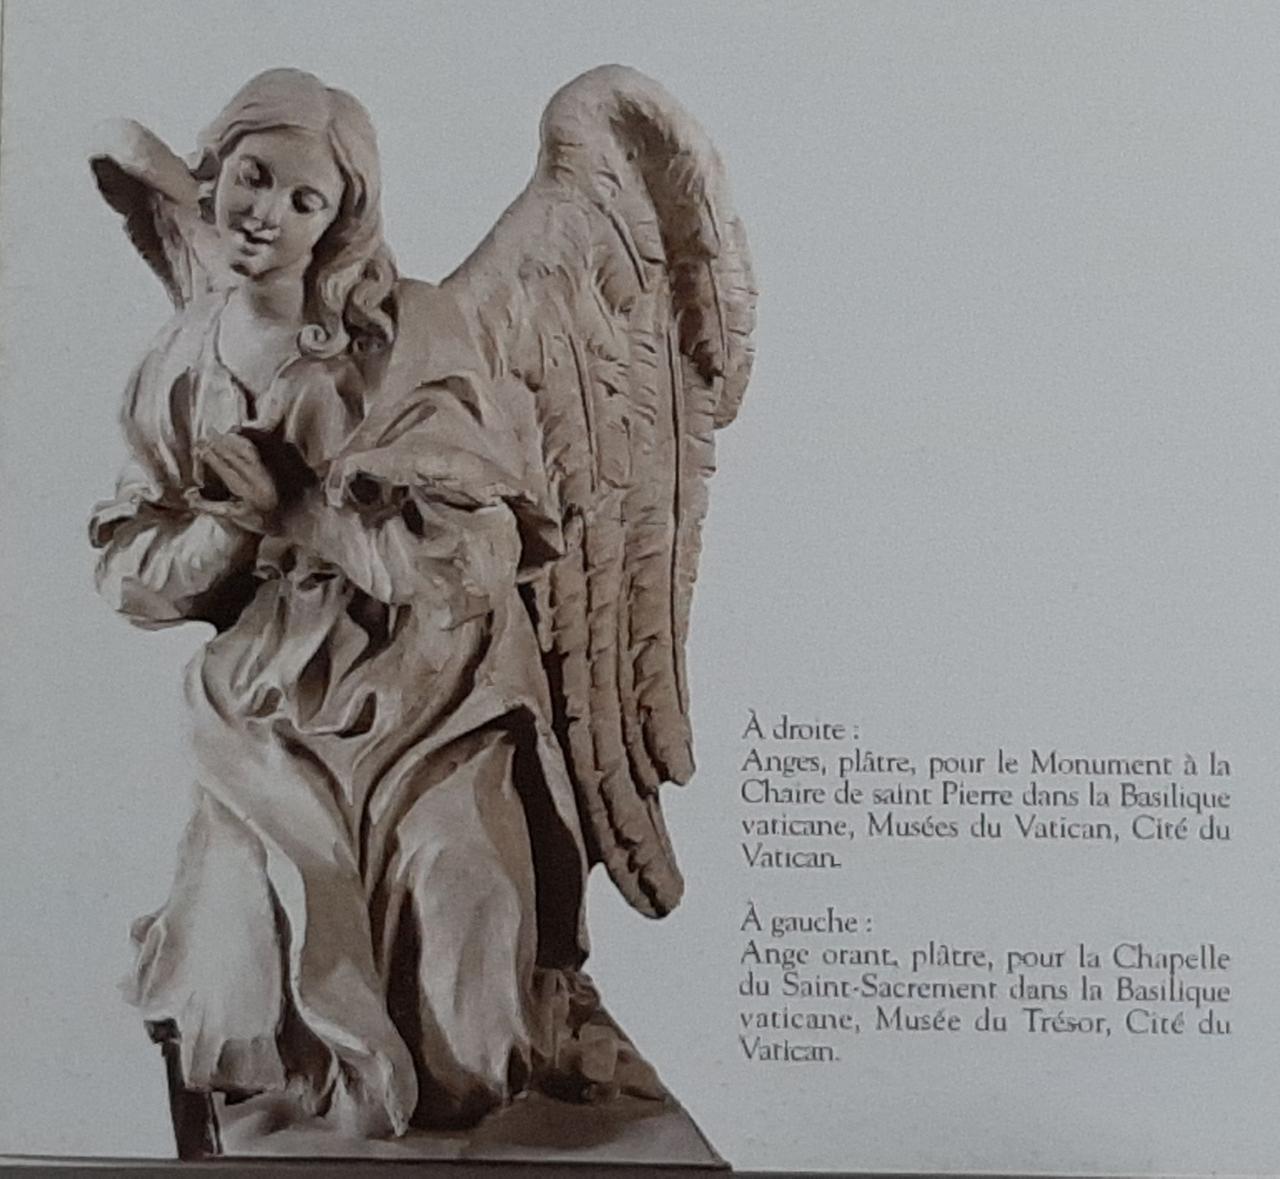 À droite :
Anges, plâtre, pour le Monument à la
Chaire de saint Pierre dans la Basilique
vaticane, Musées du Vatican, Cité du
Vatican.

À gauche :
Ange orant, plâtre, pour la Chapelle
du Saint-Sacrement dans la Basilique
vaticane, Musée du Trésor, Cité du
Vatican.